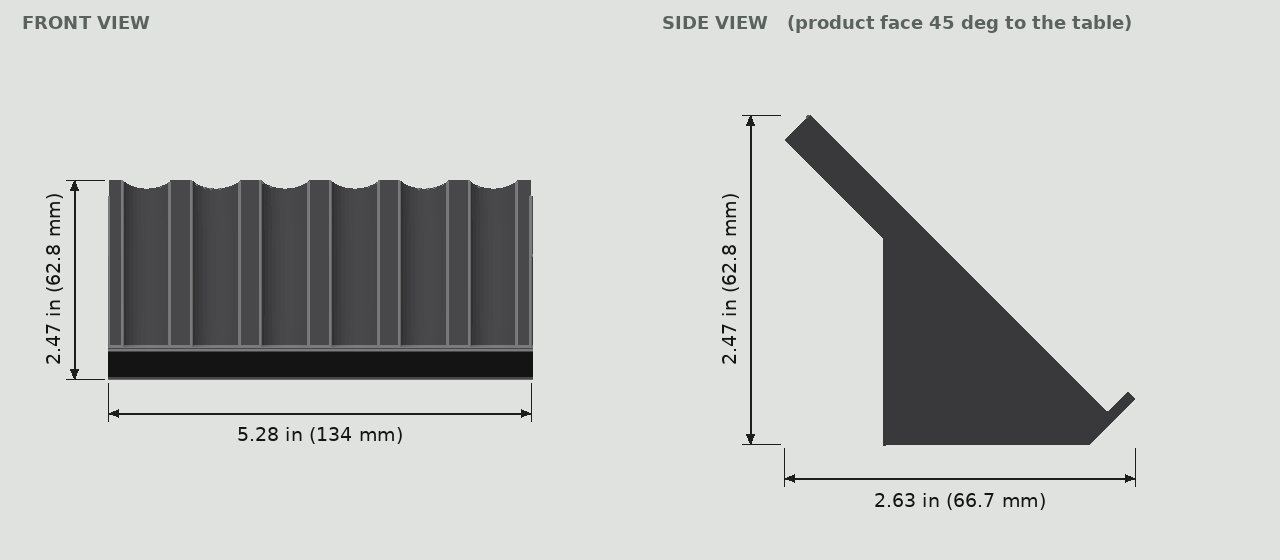 FRONT VIEW
SIDE VIEW (product face 45 deg to the table)
2.47 in (62.8 mm)
5.28 in (134 mm)
2.47 in (62.8 mm)
2.63 in (66.7 mm)